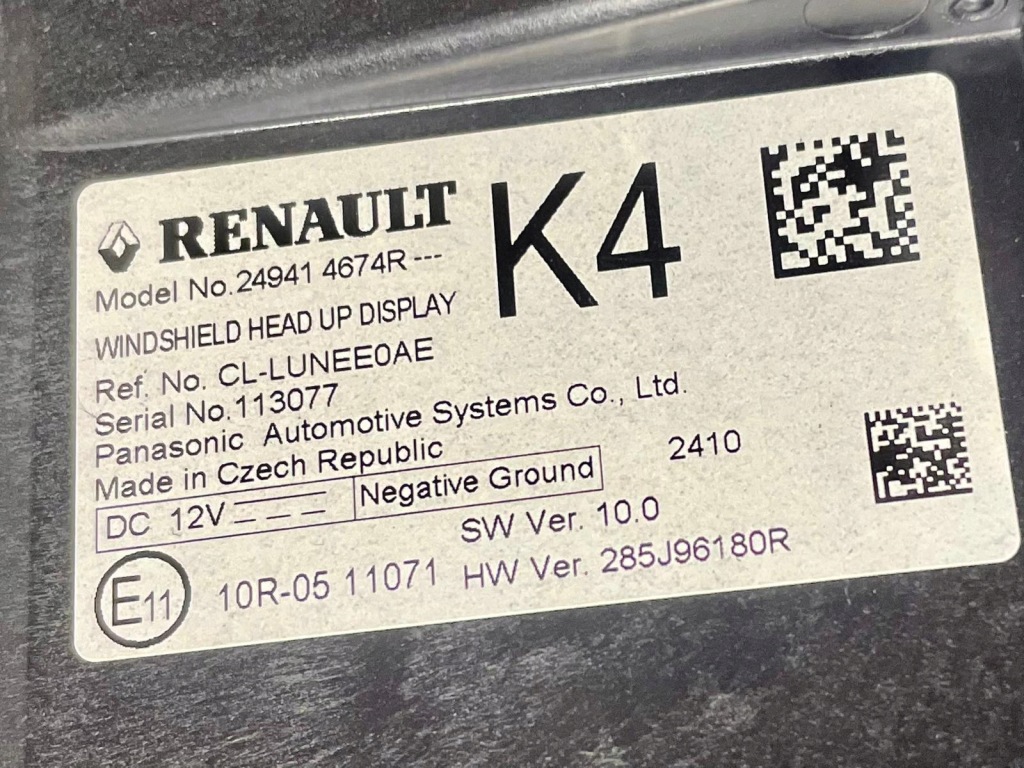 RENAULT
K4
Model No.24941 4674R ---
WINDSHIELD HEAD UP DISPLAY
Ref. No. CL-LUNEE0AE
Serial No.113077
Panasonic Automotive Systems Co., Ltd.
Made in Czech Republic
2410
DC 12V
Negative Ground
SW Ver. 10.0
E11
10R-05 11071
HW Ver. 285J96180R